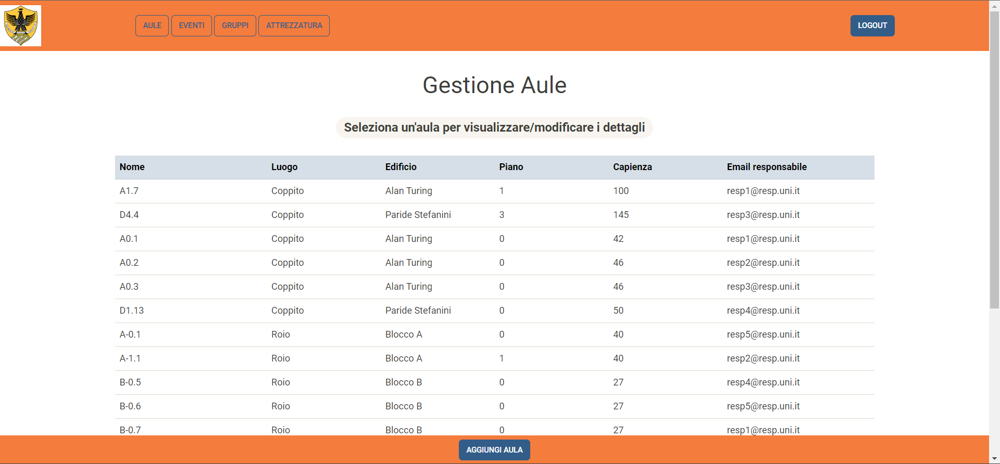 AULE EVENTI GRUPPI ATTREZZATURA LOGOUT
Gestione Aule
Seleziona un'aula per visualizzare/modificare i dettagli
Nome Luogo Edificio Piano Capienza Email responsabile
A1.7 Coppito Alan Turing 1 100 resp1@resp.uni.it
D4.4 Coppito Paride Stefanini 3 145 resp3@resp.uni.it
A0.1 Coppito Alan Turing 0 42 resp1@resp.uni.it
A0.2 Coppito Alan Turing 0 46 resp2@resp.uni.it
A0.3 Coppito Alan Turing 0 46 resp3@resp.uni.it
D1.13 Coppito Paride Stefanini 0 50 resp4@resp.uni.it
A-0.1 Roio Blocco A 0 40 resp5@resp.uni.it
A-1.1 Roio Blocco A 1 40 resp2@resp.uni.it
B-0.5 Roio Blocco B 0 27 resp4@resp.uni.it
B-0.6 Roio Blocco B 0 27 resp5@resp.uni.it
B-0.7 Roio Blocco B 0 27 resp1@resp.uni.it
AGGIUNGI AULA